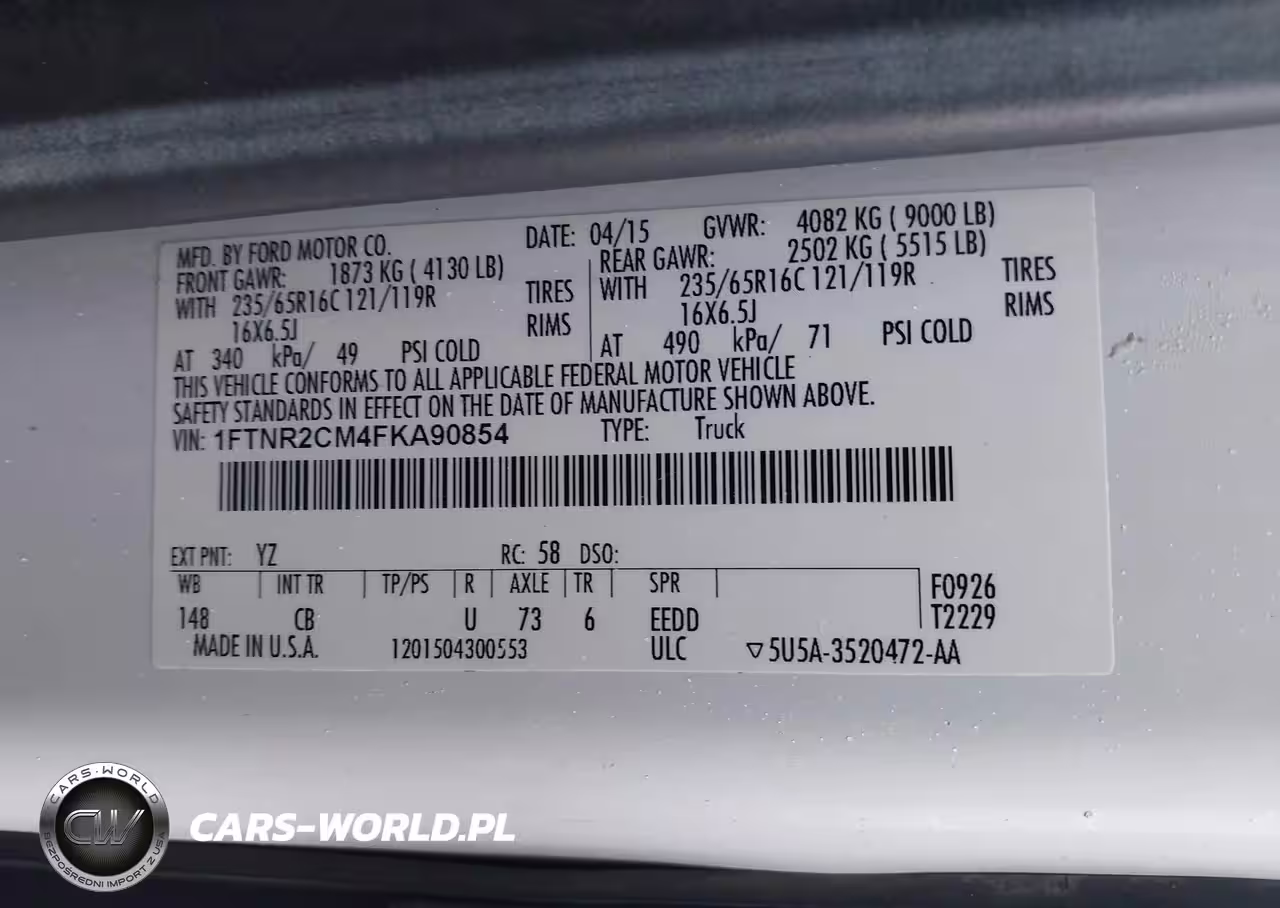 MFD. BY FORD MOTOR CO. DATE: 04/15 GVWR: 4082 KG ( 9000 LB)
FRONT GAWR: 1873 KG ( 4130 LB) REAR GAWR: 2502 KG ( 5515 LB)
WITH 235/65R16C 121/119R TIRES WITH 235/65R16C 121/119R TIRES
16X6.5J RIMS 16X6.5J RIMS
AT 340 kPa/ 49 PSI COLD AT 490 kPa/ 71 PSI COLD
THIS VEHICLE CONFORMS TO ALL APPLICABLE FEDERAL MOTOR VEHICLE
SAFETY STANDARDS IN EFFECT ON THE DATE OF MANUFACTURE SHOWN ABOVE.
VIN: 1FTNR2CM4FKA90854 TYPE: Truck
EXT PNT: YZ RC: 58 DSO:
WB INT TR TP/PS R AXLE TR SPR F0926
148 CB U 73 6 EEDD T2229
MADE IN U.S.A. 1201504300553 ULC ▽5U5A-3520472-AA
CARS-WORLD
CW
BEZPOŚREDNI IMPORT Z USA
CARS-WORLD.PL